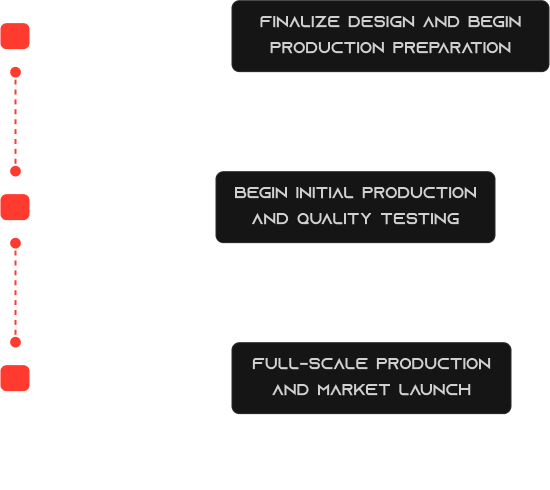 FINALIZE DESIGN AND BEGIN
PRODUCTION PREPARATION
BEGIN INITIAL PRODUCTION
AND QUALITY TESTING
FULL-SCALE PRODUCTION
AND MARKET LAUNCH